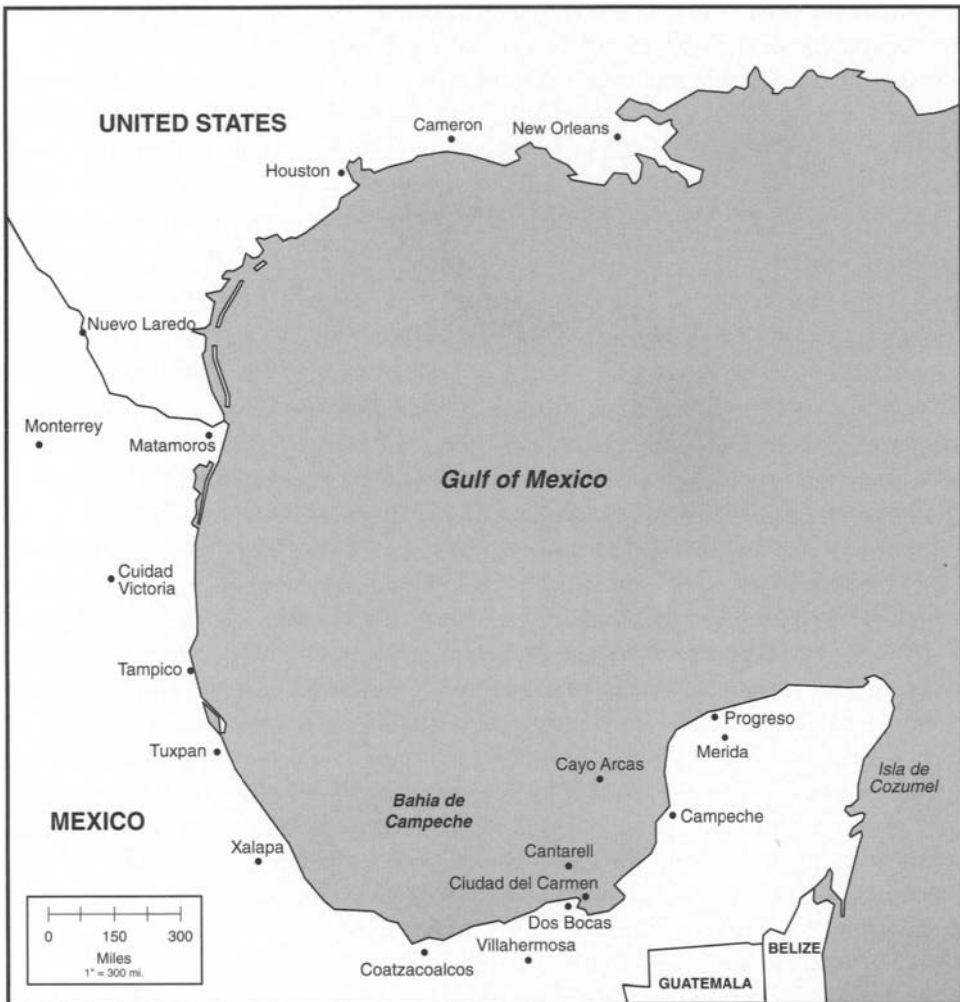 UNITED STATES
Cameron
New Orleans
Houston
Nuevo Laredo
Monterrey
Matamoros
Gulf of Mexico
Cuidad
Victoria
Tampico
Progreso
Tuxpan
Merida
Cayo Arcas
Isla de
Cozumel
Bahia de
Campeche
MEXICO
Campeche
Xalapa
Cantarell
Ciudad del Carmen
Dos Bocas
Villahermosa
Coatzacoalcos
BELIZE
GUATEMALA
0 150 300
Miles
1" = 300 mi.